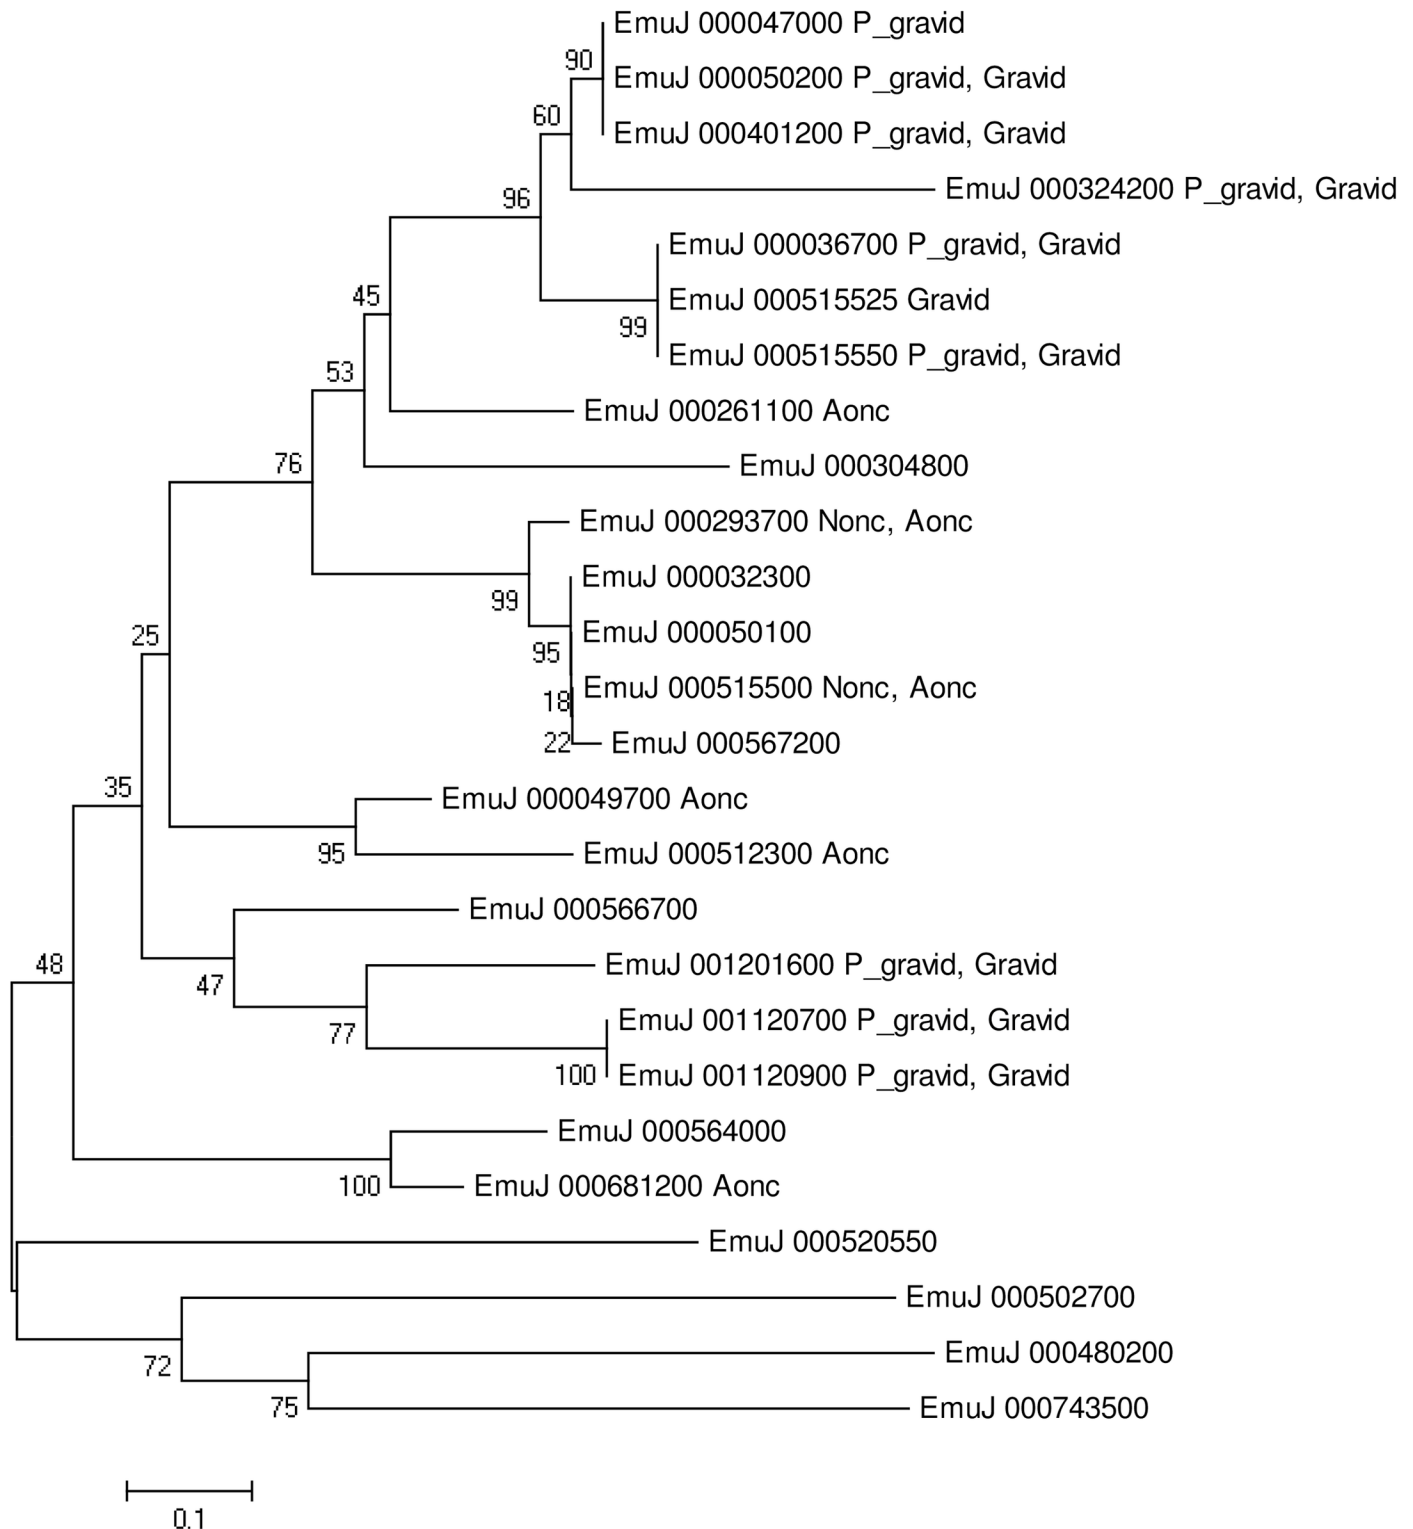 EmuJ 000047000 P_gravid
90
EmuJ 000050200 P_gravid, Gravid
60
EmuJ 000401200 P_gravid, Gravid
EmuJ 000324200 P_gravid, Gravid
96
EmuJ 000036700 P_gravid, Gravid
45
EmuJ 000515525 Gravid
99
EmuJ 000515550 P_gravid, Gravid
53
EmuJ 000261100 Aonc
76
EmuJ 000304800
EmuJ 000293700 Nonc, Aonc
EmuJ 000032300
99
EmuJ 000050100
25
95
EmuJ 000515500 Nonc, Aonc
18
22
EmuJ 000567200
35
EmuJ 000049700 Aonc
95
EmuJ 000512300 Aonc
EmuJ 000566700
48
EmuJ 001201600 P_gravid, Gravid
47
EmuJ 001120700 P_gravid, Gravid
77
100
EmuJ 001120900 P_gravid, Gravid
EmuJ 000564000
100
EmuJ 000681200 Aonc
EmuJ 000520550
EmuJ 000502700
72
EmuJ 000480200
75
EmuJ 000743500
0.1